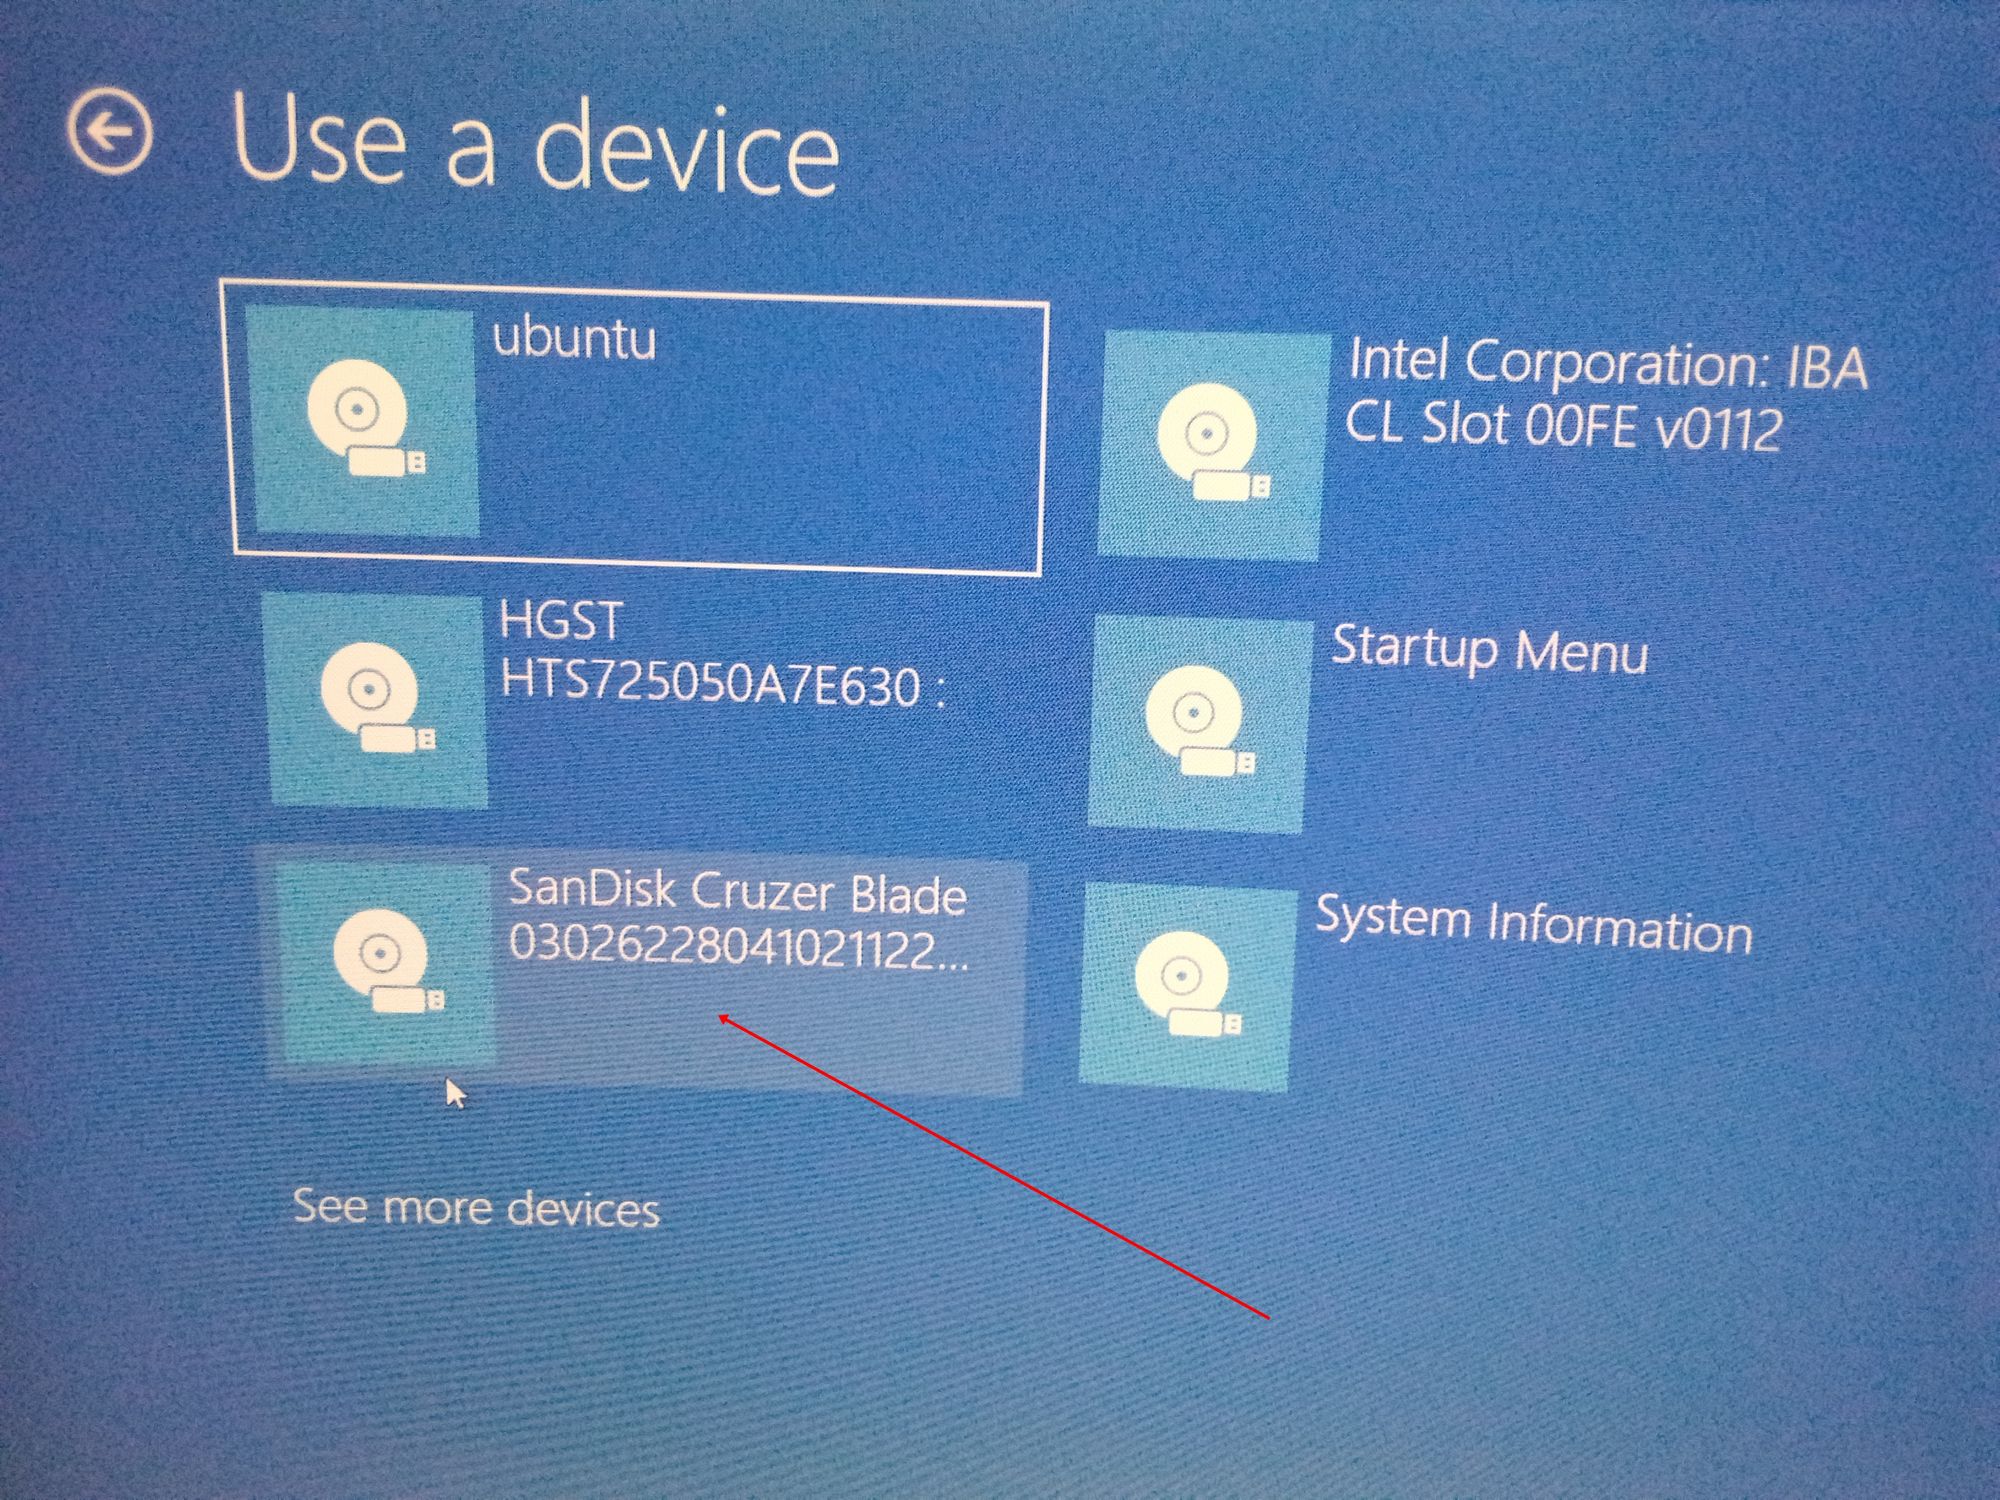 Use a device
ubuntu
HGST
HTS725050A7E630 :
SanDisk Cruzer Blade
03026228041021122...
Intel Corporation: IBA
CL Slot 00FE v0112
Startup Menu
System Information
See more devices